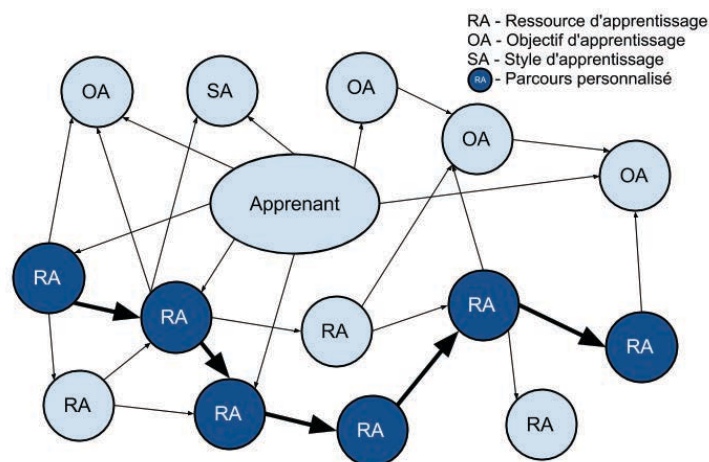 RA - Ressource d'apprentissage
OA - Objectif d'apprentissage
SA - Style d'apprentissage
RA - Parcours personnalisé
OA
SA
OA
OA
OA
Apprenant
RA
RA
RA
RA
RA
RA
RA
RA
RA